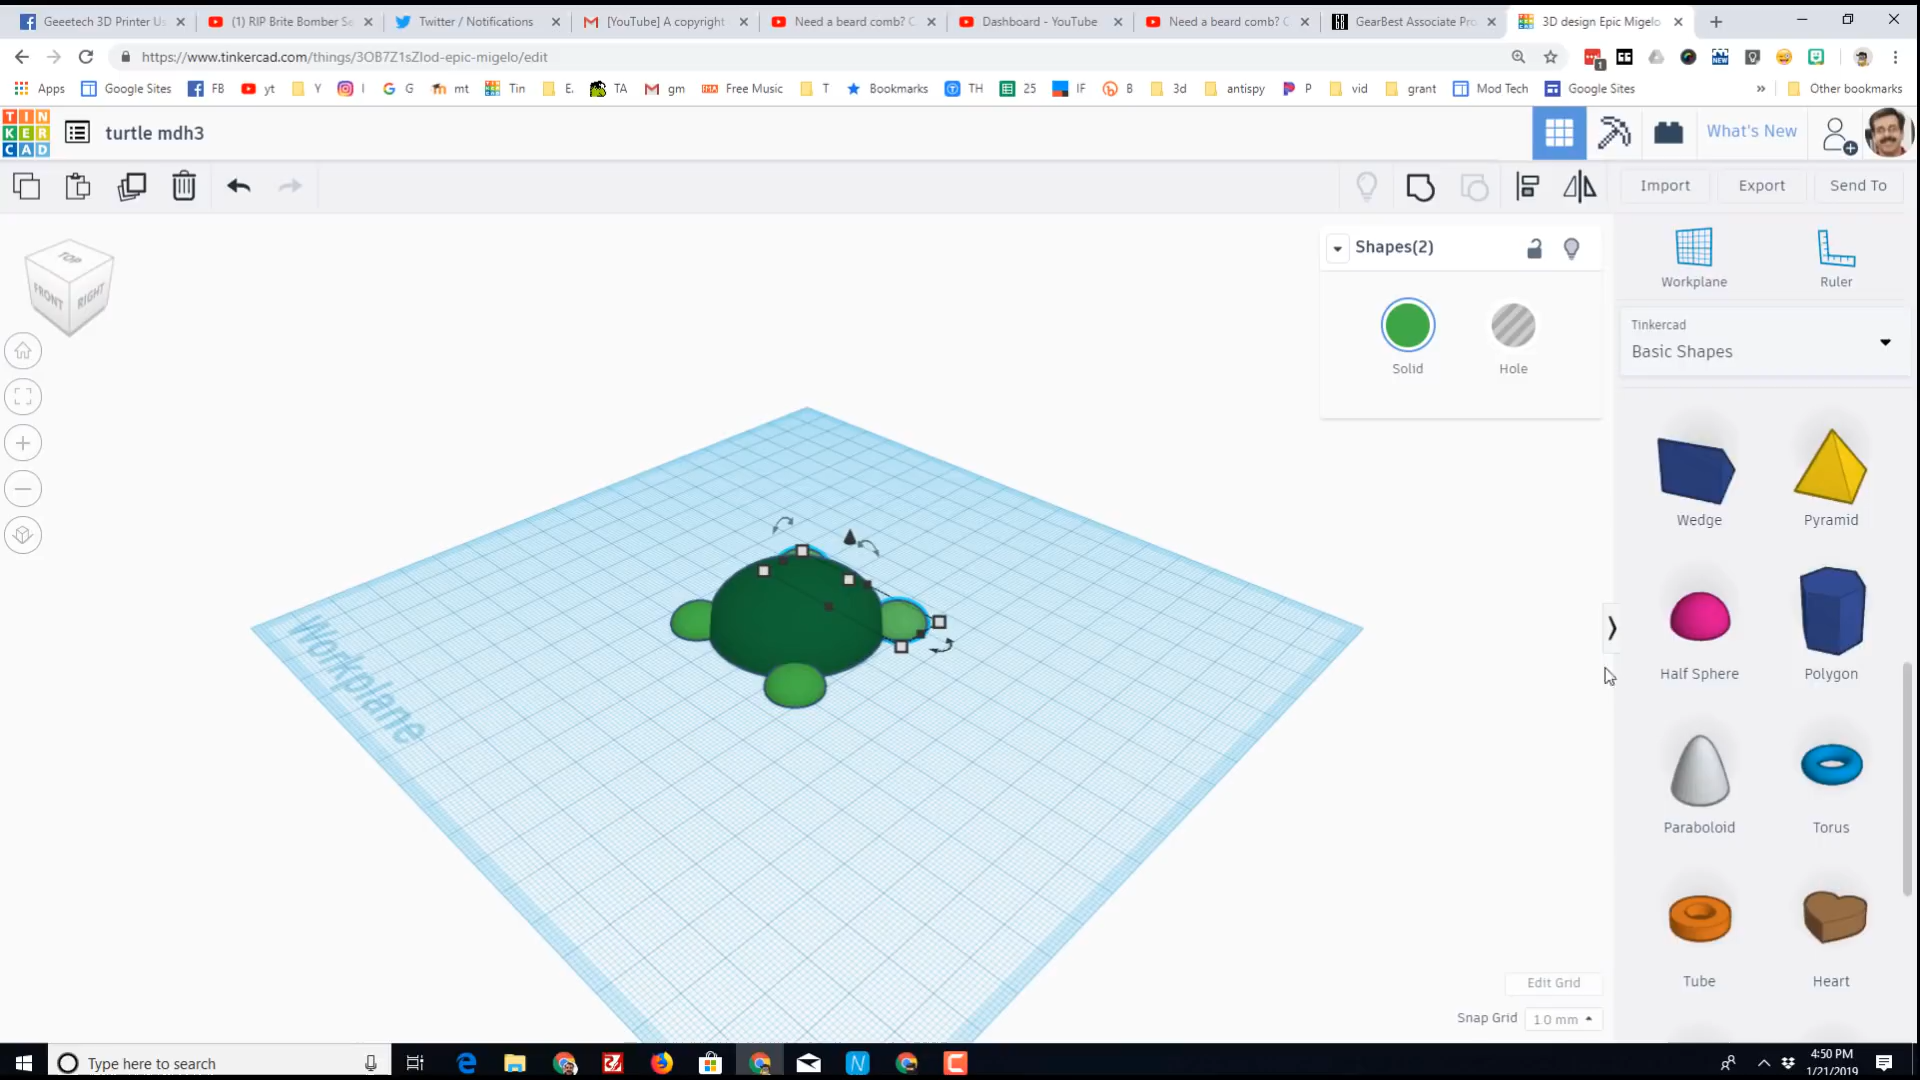 Geeetech 3D Printer Us
(1) RIP Brite Bomber Se
Twitter / Notifications
[YouTube] A copyright
Need a beard comb? C
Dashboard - YouTube
Need a beard comb? C
GearBest Associate Pro
3D design Epic Migelo
https://www.tinkercad.com/things/3OB7Z1sZlod-epic-migelo/edit
Apps
Google Sites
FB
yt
Y
I
G
mt
Tin
E.
TA
gm
Free Music
T
Bookmarks
TH
25
IF
B
3d
antispy
P
vid
grant
Mod Tech
Google Sites
Other bookmarks
TIN
KER
CAD
turtle mdh3
What's New
Import
Export
Send To
TOP
FRONT
RIGHT
Shapes(2)
Solid
Hole
Workplane
Ruler
Tinkercad
Basic Shapes
Wedge
Pyramid
Half Sphere
Polygon
Paraboloid
Torus
Tube
Heart
Workplane
Edit Grid
Snap Grid
1.0 mm
Type here to search
4:50 PM
1/21/2019